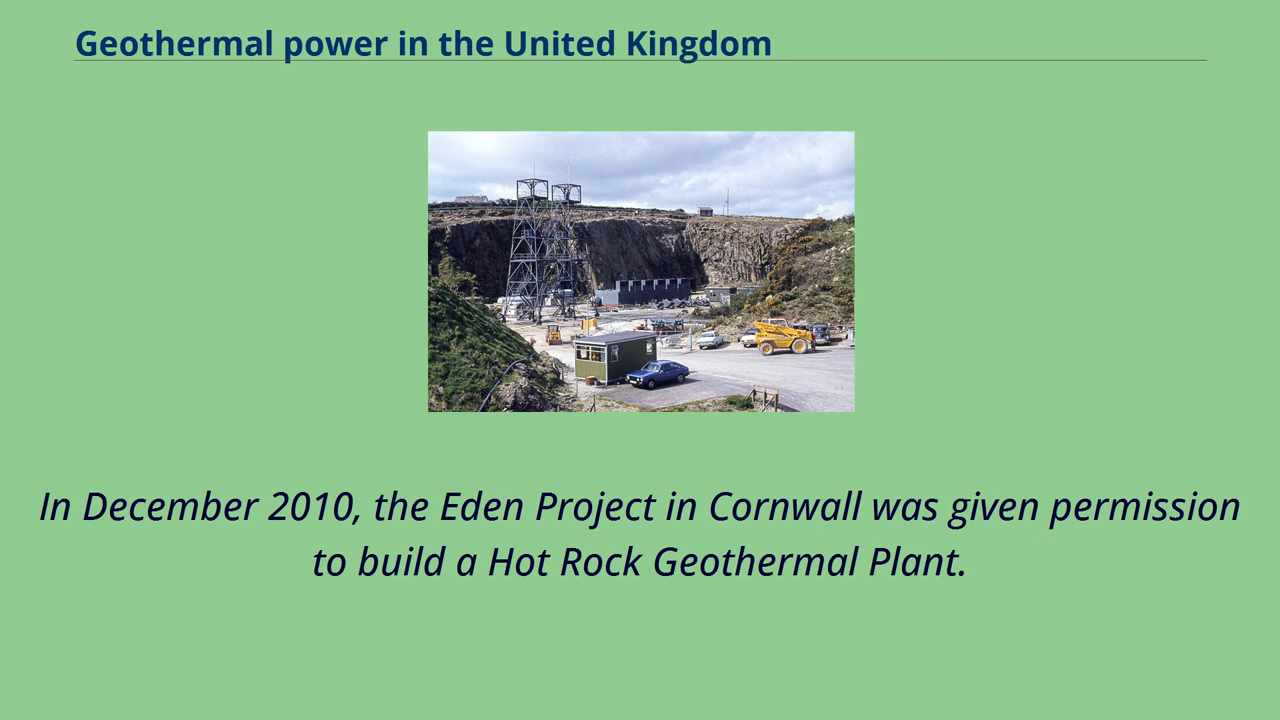 Geothermal power in the United Kingdom
In December 2010, the Eden Project in Cornwall was given permission
to build a Hot Rock Geothermal Plant.